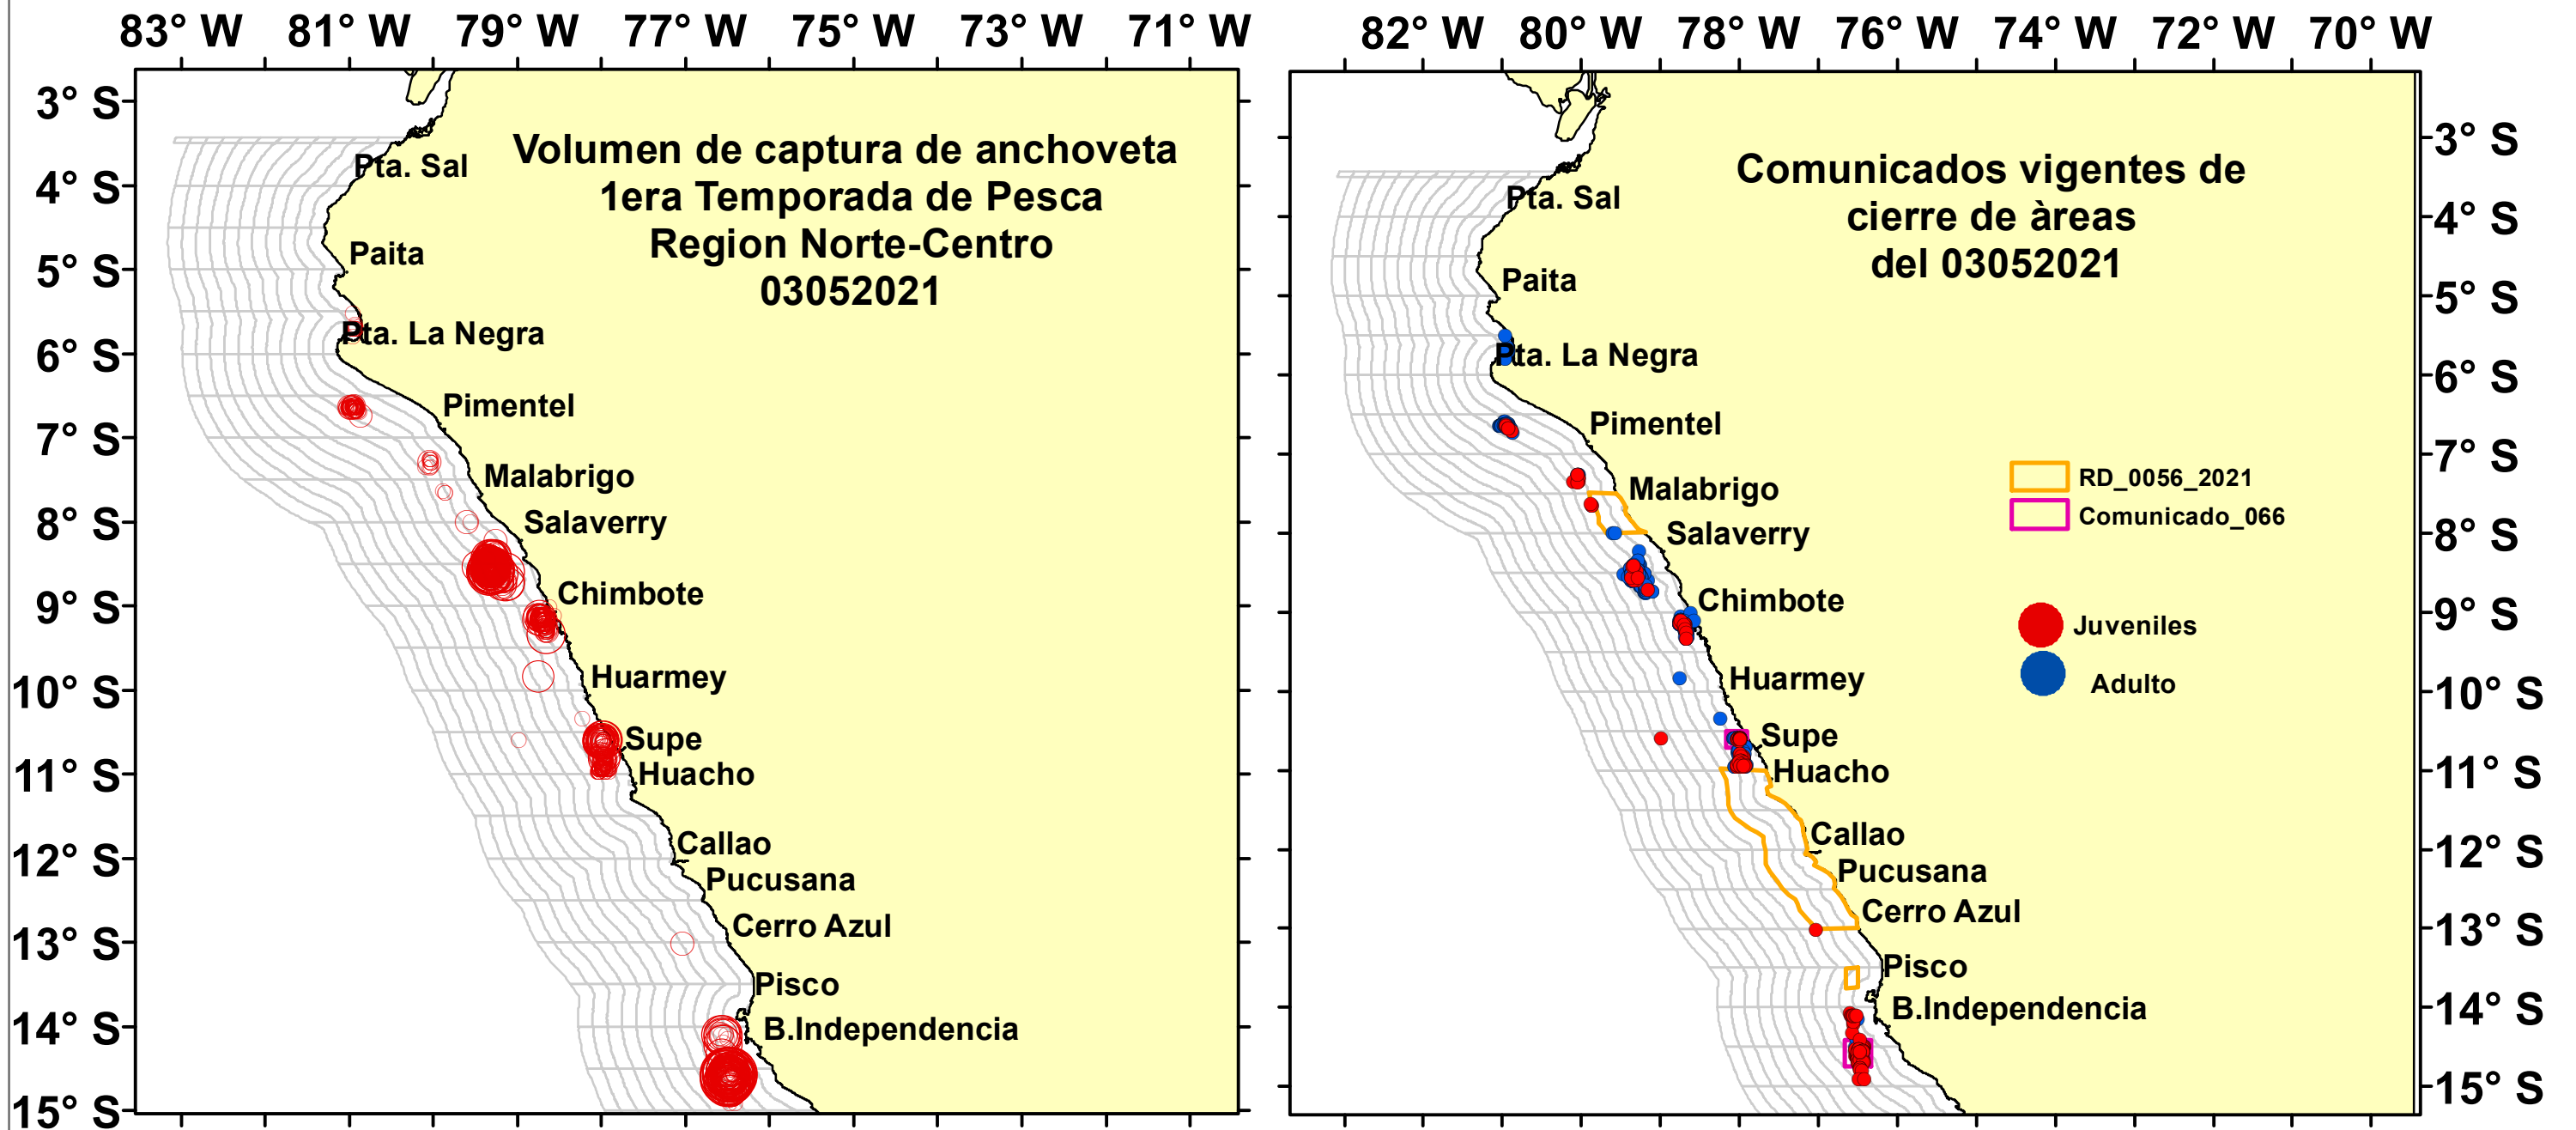 83° W 81° W 79° W 77° W 75° W 73° W 71° W
3° S
4° S
5° S
6° S
7° S
8° S
9° S
10° S
11° S
12° S
13° S
14° S
15° S
Volumen de captura de anchoveta
1era Temporada de Pesca
Region Norte-Centro
03052021
Pta. Sal
Paita
Pta. La Negra
Pimentel
Malabrigo
Salaverry
Chimbote
Huarmey
Supe
Huacho
Callao
Pucusana
Cerro Azul
Pisco
B.Independencia
82° W 80° W 78° W 76° W 74° W 72° W 70° W
Comunicados vigentes de
cierre de àreas
del 03052021
Pta. Sal
Paita
Pta. La Negra
Pimentel
Malabrigo
Salaverry
Chimbote
Huarmey
Supe
Huacho
Callao
Pucusana
Cerro Azul
Pisco
B.Independencia
RD_0056_2021
Comunicado_066
Juveniles
Adulto
3° S
4° S
5° S
6° S
7° S
8° S
9° S
10° S
11° S
12° S
13° S
14° S
15° S